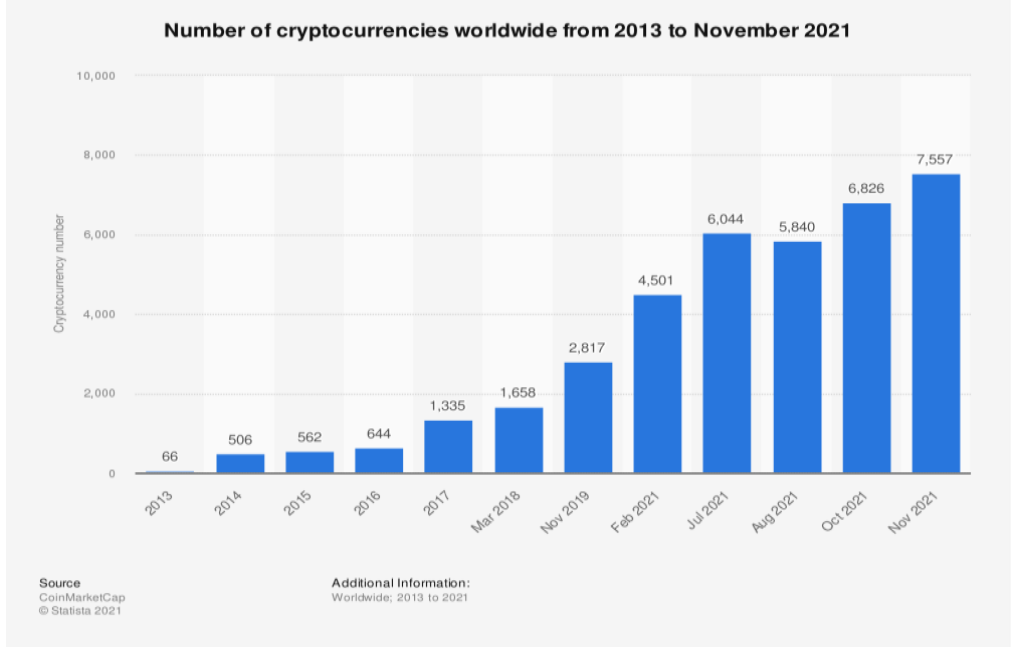 Number of cryptocurrencies worldwide from 2013 to November 2021
Cryptocurrency number
10,000
8,000
6,000
4,000
2,000
0
66
506
562
644
1,335
1,658
2,817
4,501
6,044
5,840
6,826
7,557
2013
2014
2015
2016
2017
Mar 2018
Nov 2019
Feb 2021
Jul 2021
Aug 2021
Oct 2021
Nov 2021
Source
CoinMarketCap
© Statista 2021
Additional Information:
Worldwide; 2013 to 2021